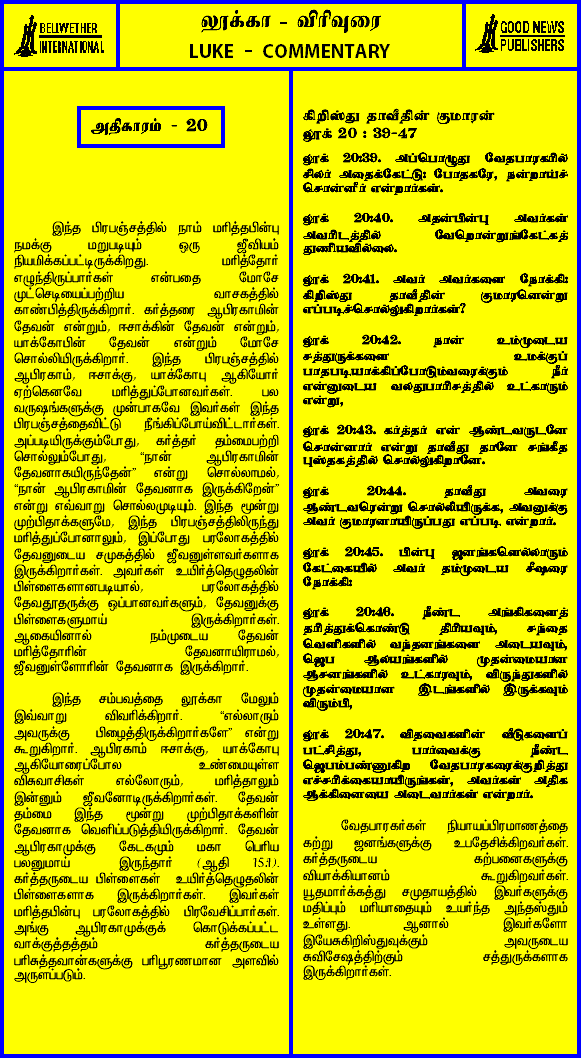 BELWETHER
INTERNATIONAL
லூக்கா - விரிவுரை
LUKE - COMMENTARY
GOOD NEWS
PUBLISHERS
அதிகாரம் - 20
இந்த பிரபஞ்சத்தில் நாம் மரித்தபின்பு
நமக்கு மறுபடியும் ஒரு ஜீவியம்
நியமிக்கப்பட்டிருக்கிறது. மரித்தோர்
எழுந்திருப்பார்கள் என்பதை மோசே
முட்செடியைப்பற்றிய வாசகத்தில்
காண்பித்திருக்கிறார். கர்த்தரை ஆபிரகாமின்
தேவன் என்றும், ஈசாக்கின் தேவன் என்றும்,
யாக்கோபின் தேவன் என்றும் மோசே
சொல்லியிருக்கிறார். இந்த பிரபஞ்சத்தில்
ஆபிரகாம், ஈசாக்கு, யாக்கோபு ஆகியோர்
ஏற்கெனவே மரித்துப்போனவர்கள். பல
வருஷங்களுக்கு முன்பாகவே இவர்கள் இந்த
பிரபஞ்சத்தைவிட்டு நீங்கிப்போய்விட்டார்கள்.
அப்படியிருக்கும்போது, கர்த்தர் தம்மைபற்றி
சொல்லும்போது, “நான் ஆபிரகாமின்
தேவனாகயிருந்தேன்” என்று சொல்லாமல்,
“நான் ஆபிரகாமின் தேவனாக இருக்கிறேன்”
என்று எவ்வாறு சொல்லமுடியும். இந்த மூன்று
முற்பிதாக்களுமே, இந்த பிரபஞ்சத்திலிருந்து
மரித்துப்போனாலும், இப்போது பரலோகத்தில்
தேவனுடைய சமுகத்தில் ஜீவனுள்ளவர்களாக
இருக்கிறார்கள். அவர்கள் உயிர்த்தெழுதலின்
பிள்ளைகளானபடியால், பரலோகத்தில்
தேவதூதருக்கு ஒப்பானவர்களும், தேவனுக்கு
பிள்ளைகளுமாய் இருக்கிறார்கள்.
ஆகையினால் நம்முடைய தேவன்
மரித்தோரின் தேவனாயிராமல்,
ஜீவனுள்ளோரின் தேவனாக இருக்கிறார்.
இந்த சம்பவத்தை லூக்கா மேலும்
இவ்வாறு விவரிக்கிறார். “எல்லாரும்
அவருக்கு பிழைத்திருக்கிறார்களே” என்று
கூறுகிறார். ஆபிரகாம் ஈசாக்கு, யாக்கோபு
ஆகியோரைப்போல உண்மையுள்ள
விசுவாசிகள் எல்லோரும், மரித்தாலும்
இன்னும் ஜீவனோடிருக்கிறார்கள். தேவன்
தம்மை இந்த மூன்று முற்பிதாக்களின்
தேவனாக வெளிப்படுத்தியிருக்கிறார். தேவன்
ஆபிரகாமுக்கு கேடகமும் மகா பெரிய
பலனுமாய் இருந்தார் (ஆதி 15:1).
கர்த்தருடைய பிள்ளைகள் உயிர்த்தெழுதலின்
பிள்ளைகளாக இருக்கிறார்கள். இவர்கள்
மரித்தபின்பு பரலோகத்தில் பிரவேசிப்பார்கள்.
அங்கு ஆபிரகாமுக்குக் கொடுக்கப்பட்ட
வாக்குத்தத்தம் கர்த்தருடைய
பரிசுத்தவான்களுக்கு பரிபூரணமான அளவில்
அருளப்படும்.
கிறிஸ்து தாவீதின் குமாரன்
லூக் 20 : 39-47
லூக் 20:39. அப்பொழுது வேதபாரகரில்
சிலர் அதைக்கேட்டு: போதகரே, நன்றாய்ச்
சொன்னீர் என்றார்கள்.
லூக் 20:40. அதன்பின்பு அவர்கள்
அவரிடத்தில் வேறொன்றுங்கேட்கத்
துணியவில்லை.
லூக் 20:41. அவர் அவர்களை நோக்கி:
கிறிஸ்து தாவீதின் குமாரனென்று
எப்படிச்சொல்லுகிறார்கள்?
லூக் 20:42. நான் உம்முடைய
சத்துருக்களை உமக்குப்
பாதபடியாக்கிப்போடும்வரைக்கும் நீர்
என்னுடைய வலதுபாரிசத்தில் உட்காரும்
என்று,
லூக் 20:43. கர்த்தர் என் ஆண்டவருடனே
சொன்னார் என்று தாவீது தானே சங்கீத
புஸ்தகத்தில் சொல்லுகிறானே.
லூக் 20:44. தாவீது அவரை
ஆண்டவரென்று சொல்லியிருக்க, அவனுக்கு
அவர் குமாரனாயிருப்பது எப்படி என்றார்.
லூக் 20:45. பின்பு ஜனங்களெல்லாரும்
கேட்கையில் அவர் தம்முடைய சீஷரை
நோக்கி:
லூக் 20:46. நீண்ட அங்கிகளைத்
தரித்துக்கொண்டு திரியவும், சந்தை
வெளிகளில் வந்தனங்களை அடையவும்,
ஜெப ஆலயங்களில் முதன்மையான
ஆசனங்களில் உட்காரவும், விருந்துகளில்
முதன்மையான இடங்களில் இருக்கவும்
விரும்பி,
லூக் 20:47. விதவைகளின் வீடுகளைப்
பட்சித்து, பார்வைக்கு நீண்ட
ஜெபம்பண்ணுகிற வேதபாரகரைக்குறித்து
எச்சரிக்கையாயிருங்கள், அவர்கள் அதிக
ஆக்கினையை அடைவார்கள் என்றார்.
வேதபாரகர்கள் நியாயப்பிரமாணத்தை
கற்று ஜனங்களுக்கு உபதேசிக்கிறவர்கள்.
கர்த்தருடைய கற்பனைகளுக்கு
வியாக்கியானம் கூறுகிறவர்கள்.
யூதமார்க்கத்து சமுதாயத்தில் இவர்களுக்கு
மதிப்பும் மரியாதையும் உயர்ந்த அந்தஸ்தும்
உள்ளது. ஆனால் இவர்களோ
இயேசுகிறிஸ்துவுக்கும் அவருடைய
சுவிசேஷத்திற்கும் சத்துருக்களாக
இருக்கிறார்கள்.